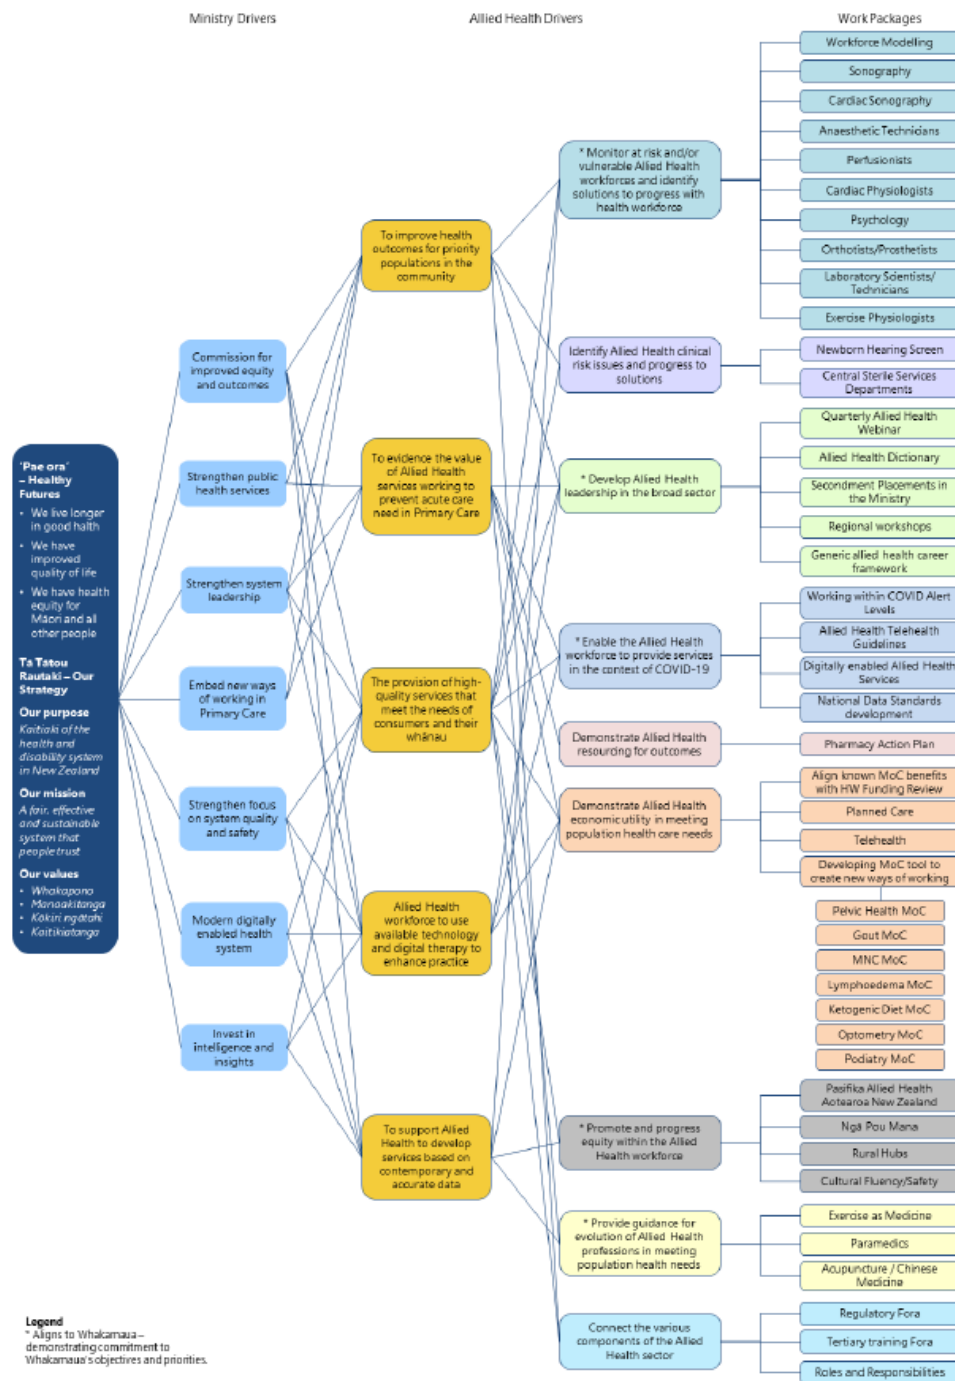 Ministry Drivers
Allied Health Drivers
Work Packages
'Pae ora'
– Healthy
Futures
• We live longer
in good halth
• We have
improved
quality of life
• We have health
equity for
Māori and all
other people
Ta Tatou
Rautaki – Our
Strategy
Our purpose
Kaitiaki of the
health and
disability system
in New Zealand
Our mission
A fair, effective
and sustainable
system that
people trust
Our values
• Whakapono
• Manaakitanga
• Kōkiri ngātahi
• Kaitikiatanga
Commission for
improved equity
and outcomes
Strengthen public
health services
Strengthen system
leadership
Embed new ways
of working in
Primary Care
Strengthen focus
on system quality
and safety
Modern digitally
enabled health
system
Invest in
intelligence and
insights
To improve health
outcomes for priority
populations in the
community
To evidence the value
of Allied Health
services working to
prevent acute care
need in Primary Care
The provision of high-
quality services that
meet the needs of
consumers and their
whānau
Allied Health
workforce to use
available technology
and digital therapy to
enhance practice
To support Allied
Health to develop
services based on
contemporary and
accurate data
* Monitor at risk and/or
vulnerable Allied Health
workforces and identify
solutions to progress with
health workforce
Identify Allied Health clinical
risk issues and progress to
solutions
* Develop Allied Health
leadership in the broad sector
* Enable the Allied Health
workforce to provide services
in the context of COVID-19
Demonstrate Allied Health
resourcing for outcomes
Demonstrate Allied Health
economic utility in meeting
population health care needs
* Promote and progress
equity within the Allied
Health workforce
* Provide guidance for
evolution of Allied Health
professions in meeting
population health needs
Connect the various
components of the Allied
Health sector
Workforce Modelling
Sonography
Cardiac Sonography
Anaesthetic Technicians
Perfusionists
Cardiac Physiologists
Psychology
Orthotists/Prosthetists
Laboratory Scientists/
Technicians
Exercise Physiologists
Newborn Hearing Screen
Central Sterile Services
Departments
Quarterly Allied Health
Webinar
Allied Health Dictionary
Secondment Placements in
the Ministry
Regional workshops
Generic allied health career
framework
Working within COVID Alert
Levels
Allied Health Telehealth
Guidelines
Digitally enabled Allied Health
Services
National Data Standards
development
Pharmacy Action Plan
Align known MoC benefits
with HW Funding Review
Planned Care
Telehealth
Developing MoC tool to
create new ways of working
Pelvic Health MoC
Gout MoC
MNC MoC
Lymphoedema MoC
Ketogenic Diet MoC
Optometry MoC
Podiatry MoC
Pasifika Allied Health
Aotearoa New Zealand
Ngā Pou Mana
Rural Hubs
Cultural Fluency/Safety
Exercise as Medicine
Paramedics
Acupuncture / Chinese
Medicine
Regulatory Fora
Tertiary training Fora
Roles and Responsibilities
Legend
* Aligns to Whakamaua –
demonstrating commitment to
Whakamaua's objectives and priorities.